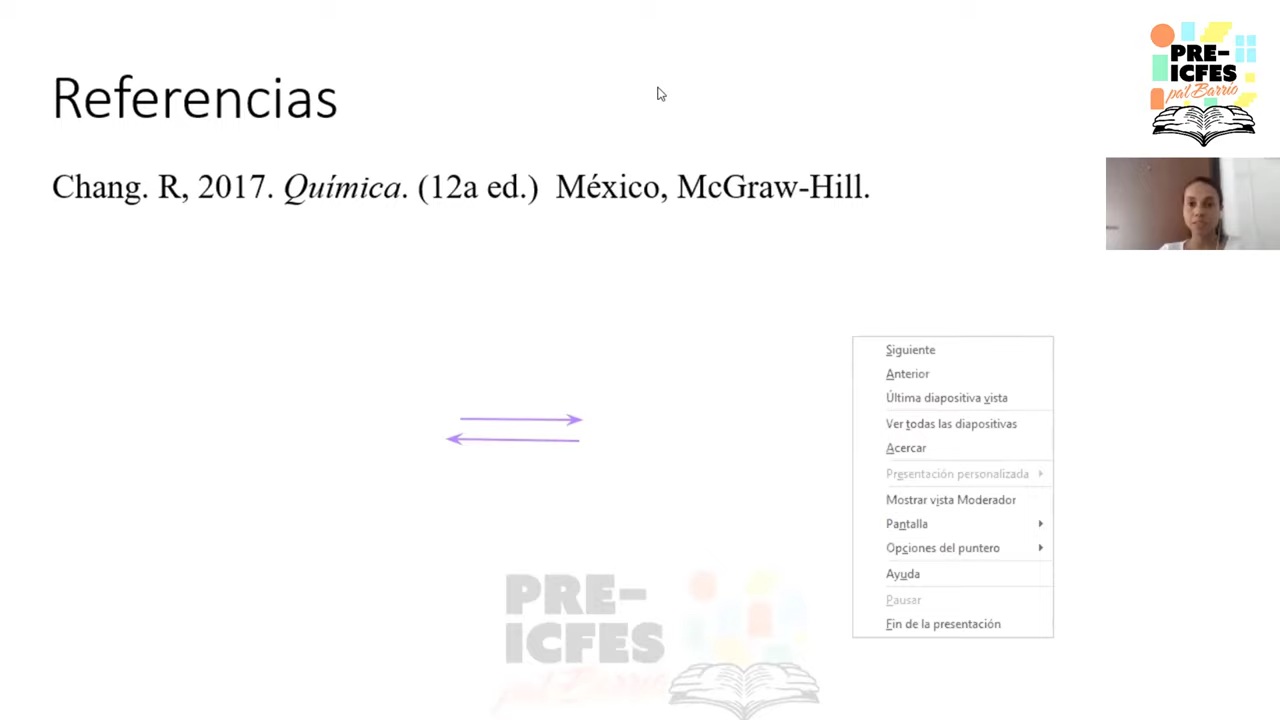 PRE-
ICFES
pa'l Barrio
Referencias
Chang. R, 2017. Química. (12a ed.)  México, McGraw-Hill.
Siguiente
Anterior
Última diapositiva vista
Ver todas las diapositivas
Acercar
Presentación personalizada
Mostrar vista Moderador
Pantalla
Opciones del puntero
Ayuda
Pausar
Fin de la presentación
PRE-
ICFES
pa'l Barrio